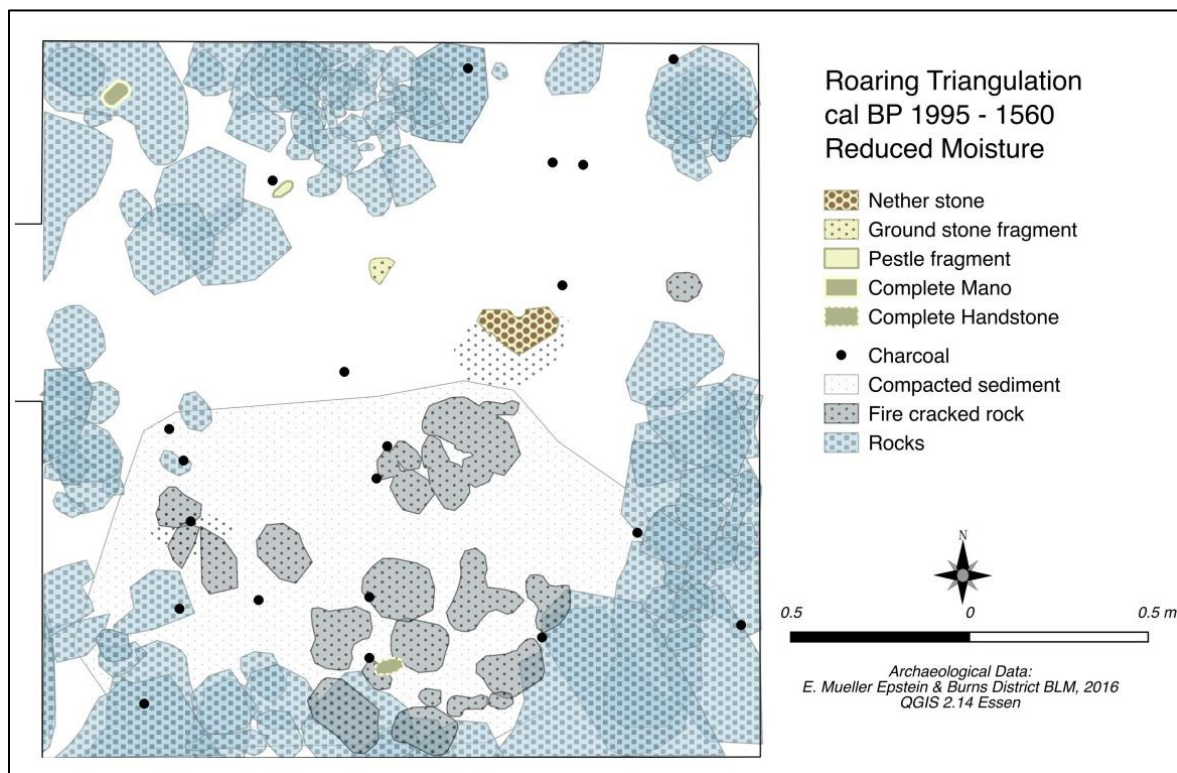 Roaring Triangulation
cal BP 1995 - 1560
Reduced Moisture
Nether stone
Ground stone fragment
Pestle fragment
Complete Mano
Complete Handstone
Charcoal
Compacted sediment
Fire cracked rock
Rocks
N
0.5 0 0.5 m
Archaeological Data:
E. Mueller Epstein & Burns District BLM, 2016
QGIS 2.14 Essen